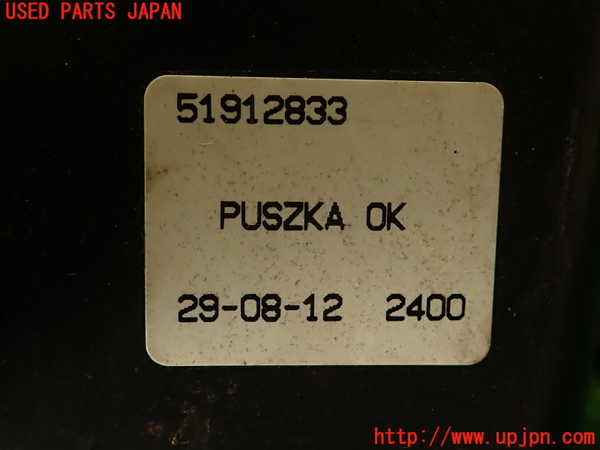 USED PARTS JAPAN
51912833
PUSZKA OK
29-08-12 2400
http://www.upjpn.com